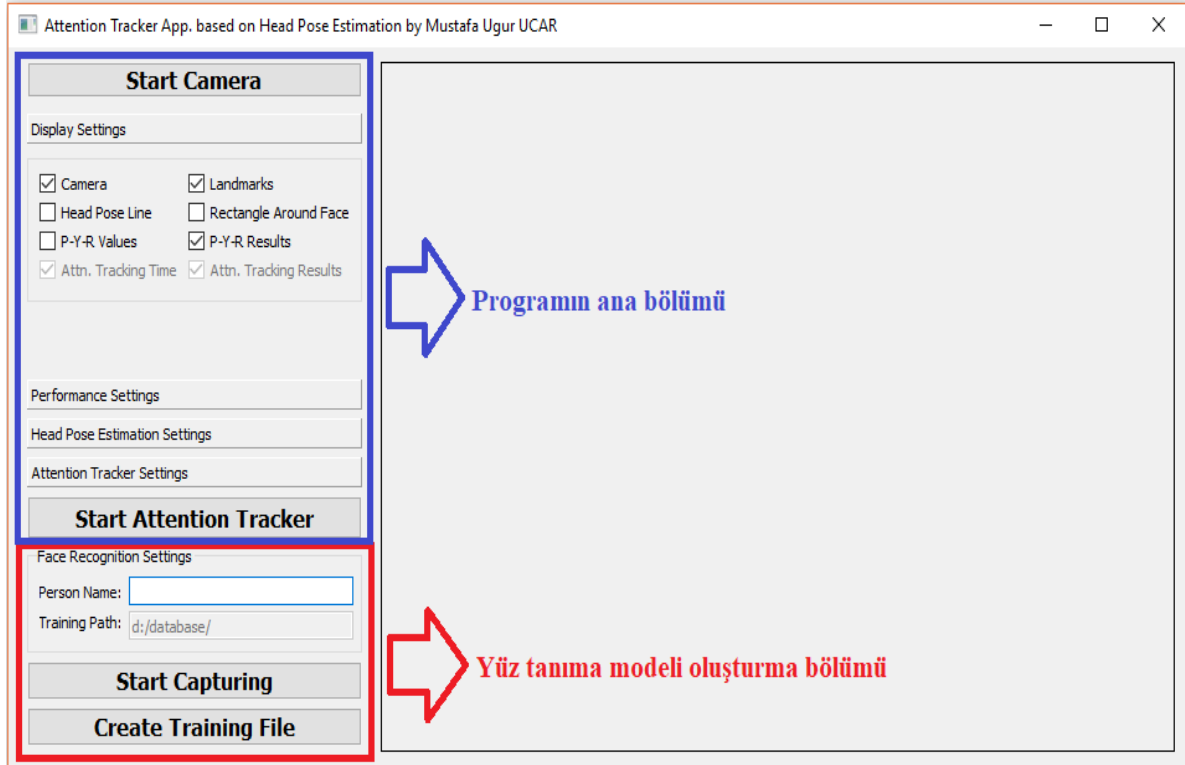 Attention Tracker App. based on Head Pose Estimation by Mustafa Ugur UCAR
Start Camera
Display Settings
Camera
Landmarks
Head Pose Line
Rectangle Around Face
P-Y-R Values
P-Y-R Results
Attn. Tracking Time
Attn. Tracking Results
Programın ana bölümü
Performance Settings
Head Pose Estimation Settings
Attention Tracker Settings
Start Attention Tracker
Face Recognition Settings
Person Name:
Training Path: d:/database/
Yüz tanıma modeli oluşturma bölümü
Start Capturing
Create Training File